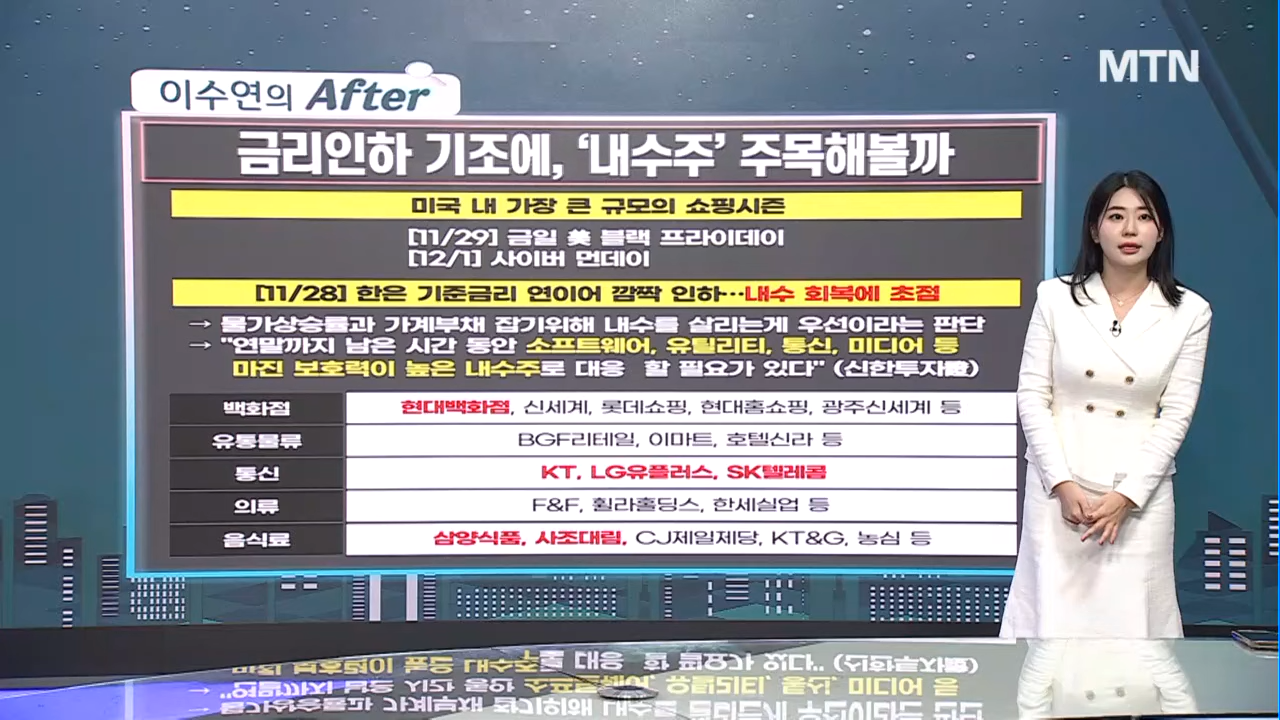 MTN
이수연의 After
금리인하 기조에, ‘내수주’ 주목해볼까
미국 내 가장 큰 규모의 쇼핑시즌
[11/29] 금일 美 블랙 프라이데이
[12/1] 사이버 먼데이
[11/28] 한은 기준금리 연이어 깜짝 인하…내수 회복에 초점
→ 물가상승률과 가계부채 잡기위해 내수를 살리는게 우선이라는 판단
→ "연말까지 남은 시간 동안 소프트웨어, 유틸리티, 통신, 미디어 등
마진 보호력이 높은 내수주로 대응 할 필요가 있다" (신한투자證)
백화점 현대백화점, 신세계, 롯데쇼핑, 현대홈쇼핑, 광주신세계 등
유통물류 BGF리테일, 이마트, 호텔신라 등
통신 KT, LG유플러스, SK텔레콤
의류 F&F, 휠라홀딩스, 한세실업 등
음식료 삼양식품, 사조대림, CJ제일제당, KT&G, 농심 등